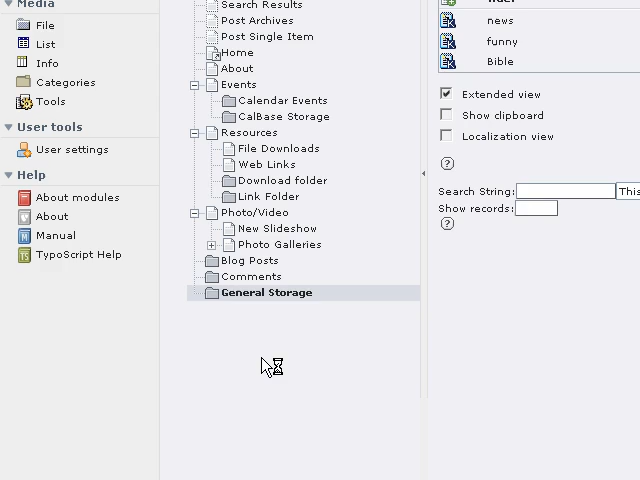 Media
File
List
Info
Categories
Tools
User tools
User settings
Help
About modules
About
Manual
TypoScript Help
Search Results
Post Archives
Post Single Item
Home
About
Events
Calendar Events
CalBase Storage
Resources
File Downloads
Web Links
Download folder
Link Folder
Photo/Video
New Slideshow
Photo Galleries
Blog Posts
Comments
General Storage
news
funny
Bible
Extended view
Show clipboard
Localization view
Search String: This
Show records: